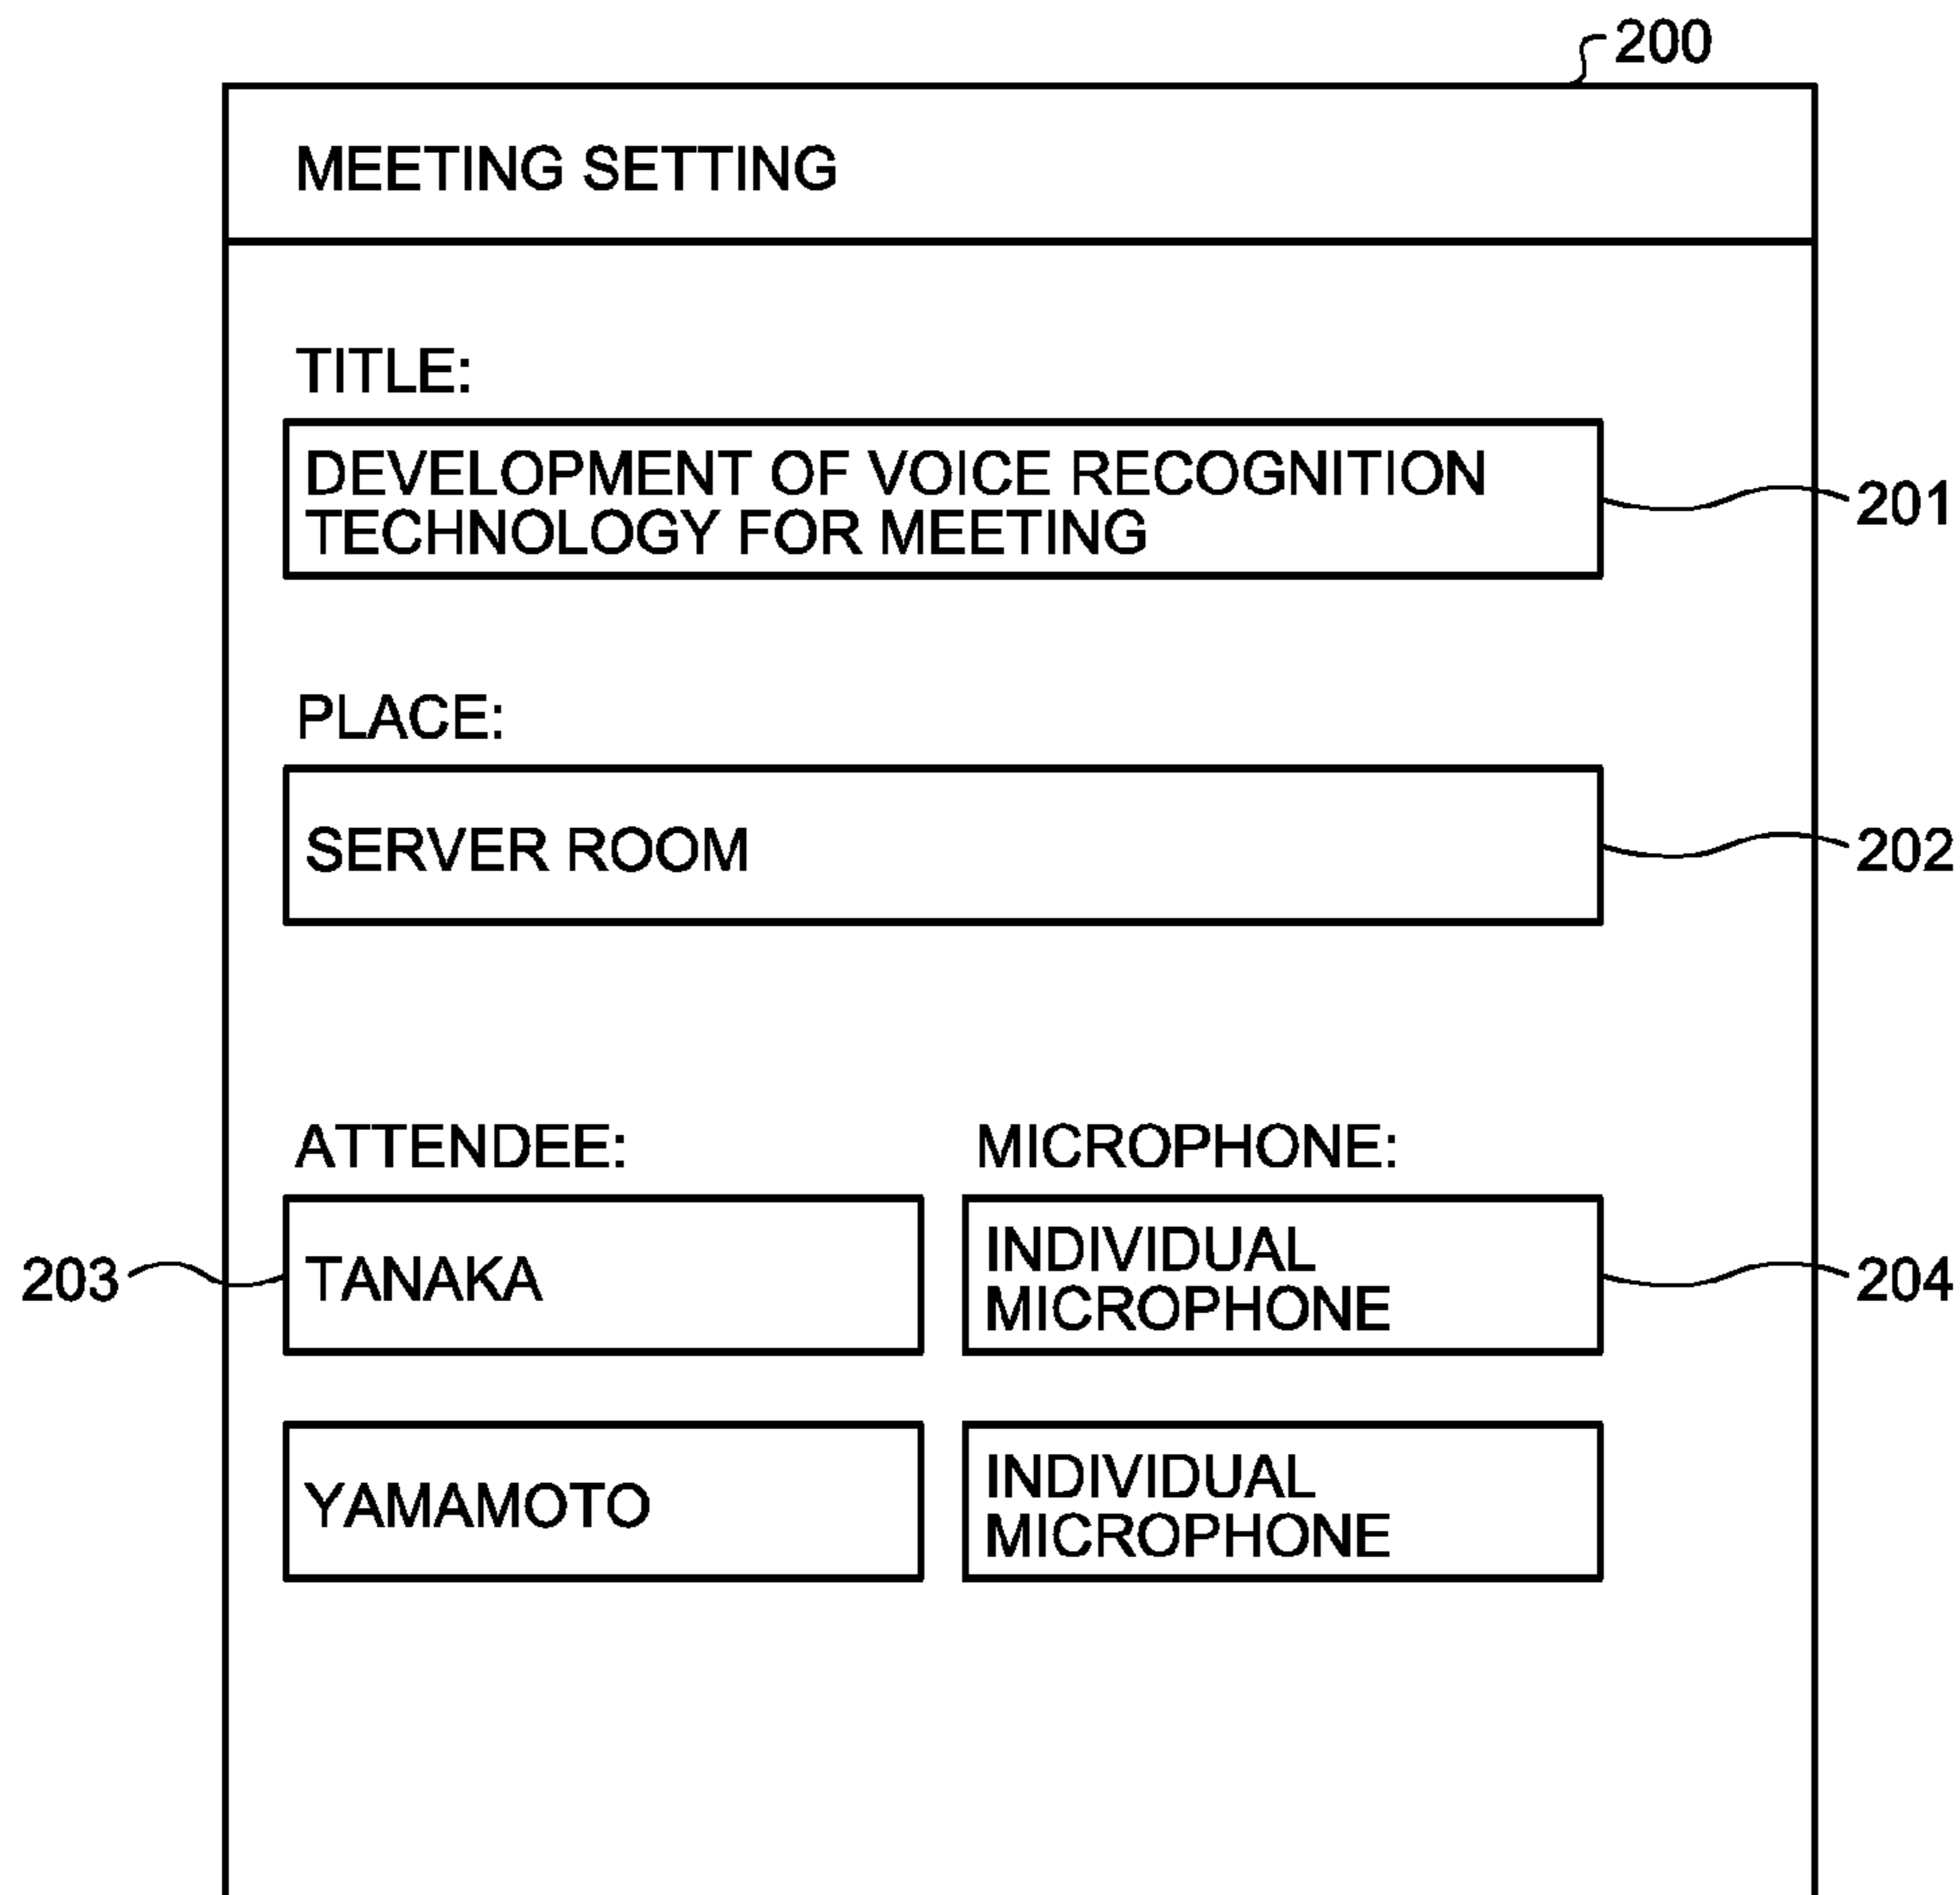 200
MEETING SETTING
TITLE:
DEVELOPMENT OF VOICE RECOGNITION
TECHNOLOGY FOR MEETING
201
PLACE:
SERVER ROOM
202
ATTENDEE: MICROPHONE:
203 TANAKA INDIVIDUAL
MICROPHONE 204
YAMAMOTO INDIVIDUAL
MICROPHONE